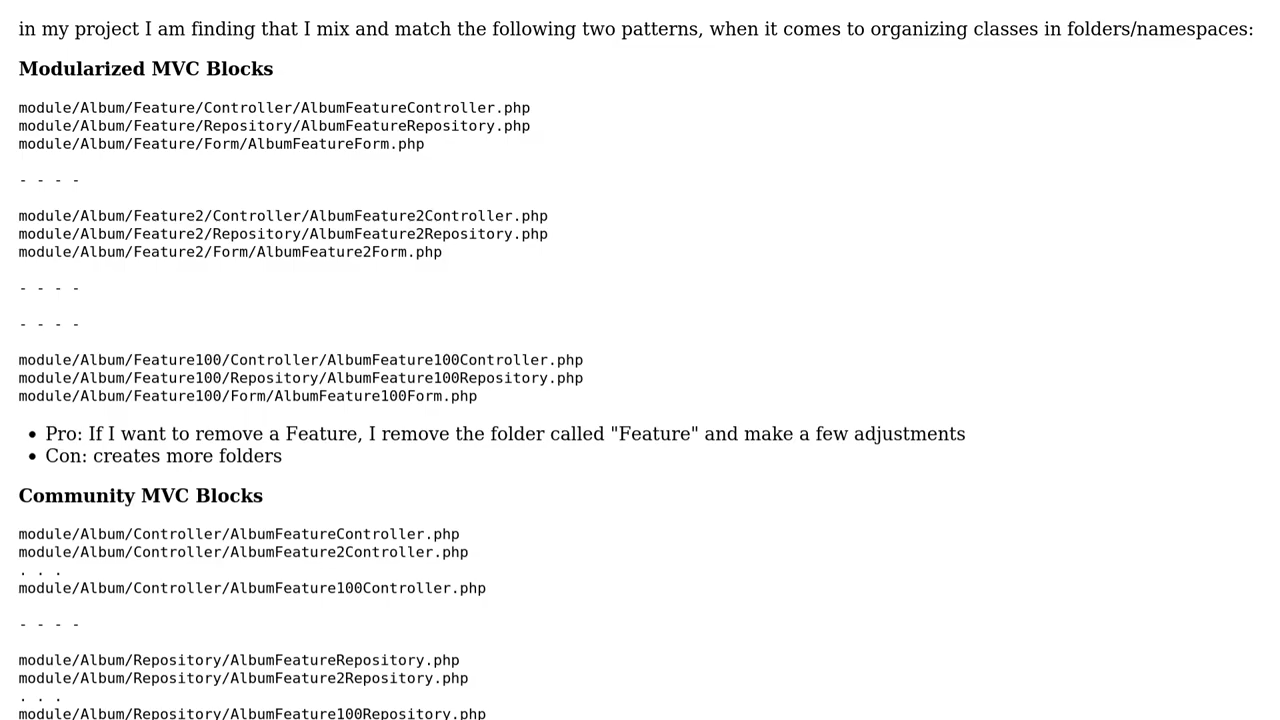 in my project I am finding that I mix and match the following two patterns, when it comes to organizing classes in folders/namespaces:
Modularized MVC Blocks
module/Album/Feature/Controller/AlbumFeatureController.php
module/Album/Feature/Repository/AlbumFeatureRepository.php
module/Album/Feature/Form/AlbumFeatureForm.php
- - - -
module/Album/Feature2/Controller/AlbumFeature2Controller.php
module/Album/Feature2/Repository/AlbumFeature2Repository.php
module/Album/Feature2/Form/AlbumFeature2Form.php
- - - -
- - - -
module/Album/Feature100/Controller/AlbumFeature100Controller.php
module/Album/Feature100/Repository/AlbumFeature100Repository.php
module/Album/Feature100/Form/AlbumFeature100Form.php
• Pro: If I want to remove a Feature, I remove the folder called "Feature" and make a few adjustments
• Con: creates more folders
Community MVC Blocks
module/Album/Controller/AlbumFeatureController.php
module/Album/Controller/AlbumFeature2Controller.php
. . .
module/Album/Controller/AlbumFeature100Controller.php
- - - -
module/Album/Repository/AlbumFeatureRepository.php
module/Album/Repository/AlbumFeature2Repository.php
. . .
module/Album/Repository/AlbumFeature100Repository.php